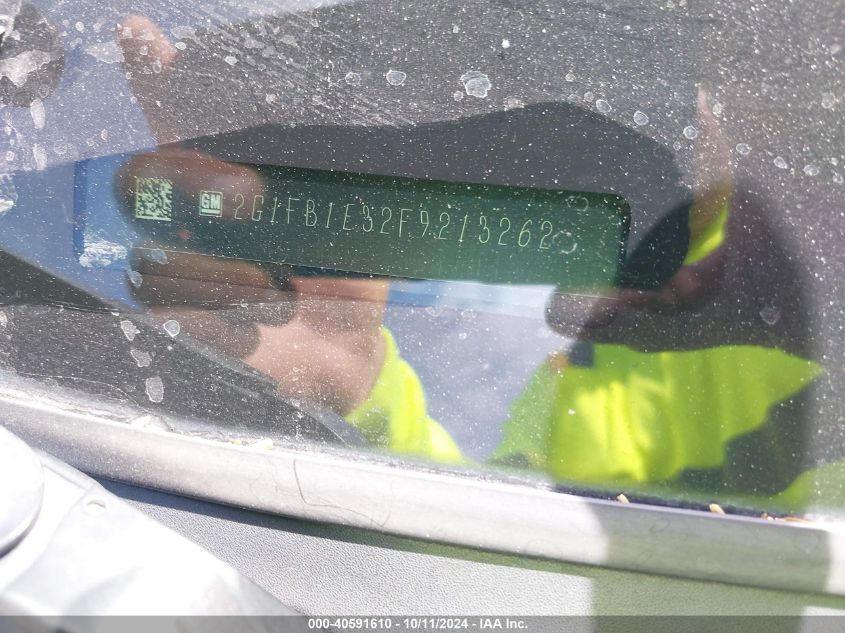 GM 2G1FB1E32F9213262
000-40591610 - 10/11/2024 - IAA Inc.